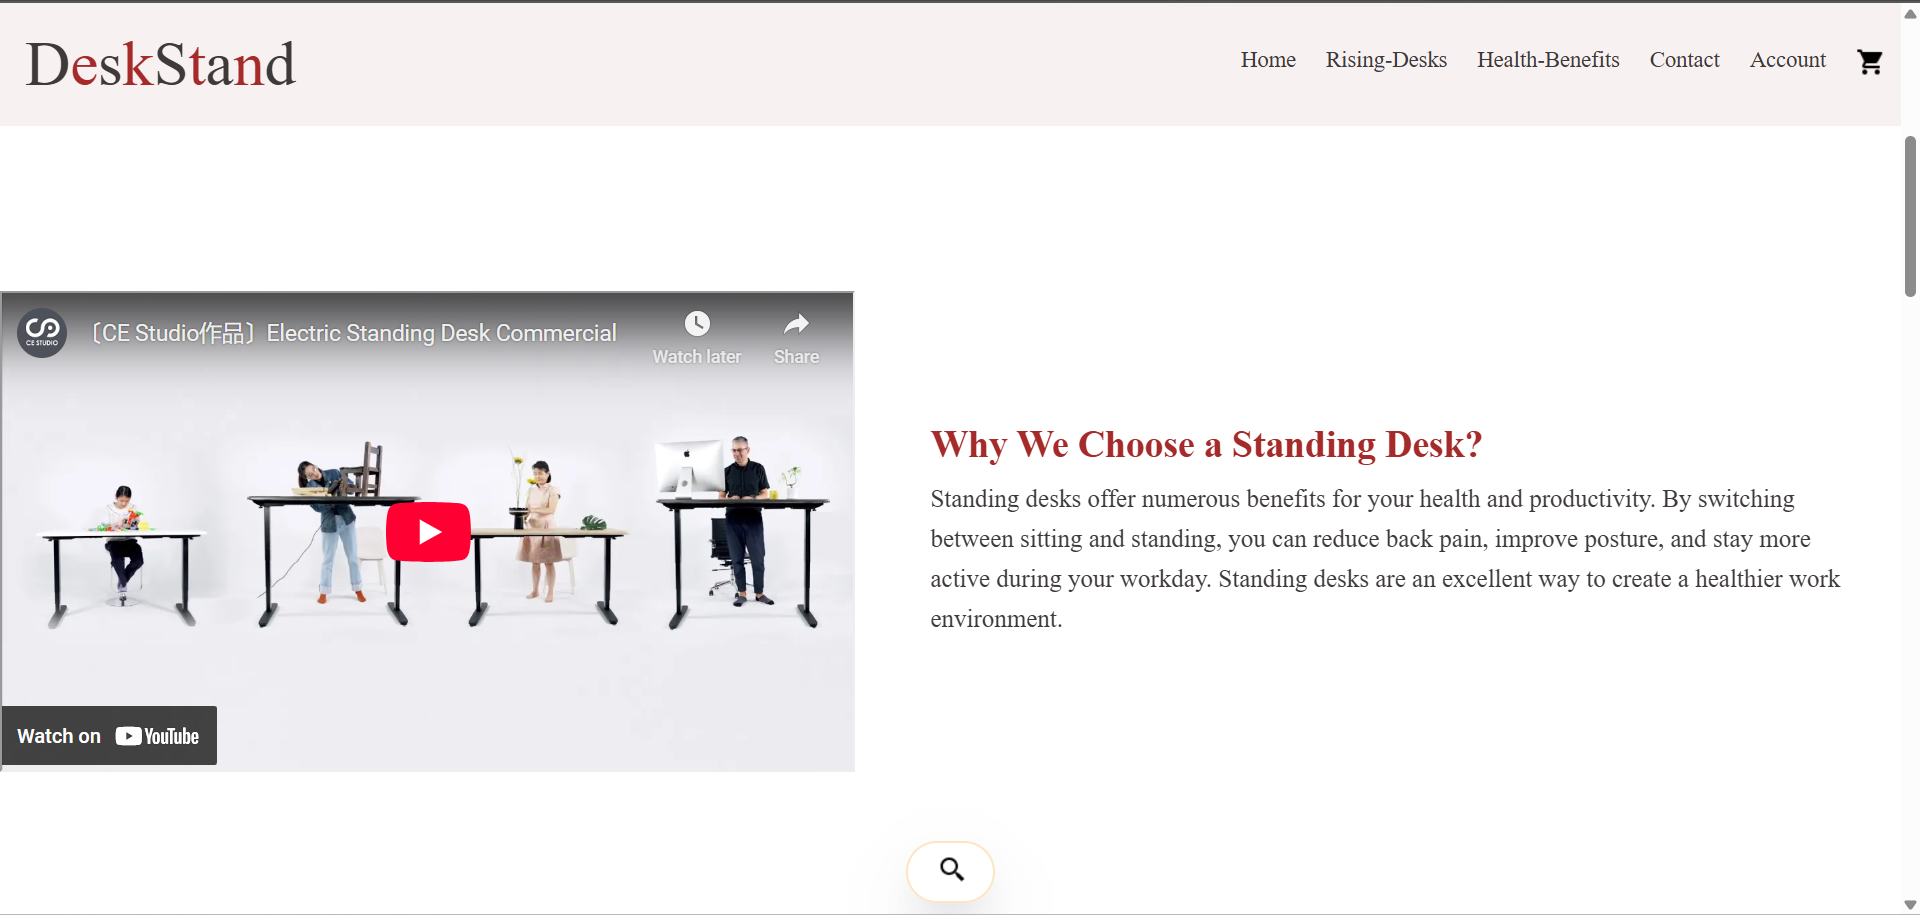 DeskStand
Home Rising-Desks Health-Benefits Contact Account
CE STUDIO
〔CE Studio作品〕Electric Standing Desk Commercial
Watch later Share
Why We Choose a Standing Desk?
Standing desks offer numerous benefits for your health and productivity. By switching
between sitting and standing, you can reduce back pain, improve posture, and stay more
active during your workday. Standing desks are an excellent way to create a healthier work
environment.
Watch on YouTube